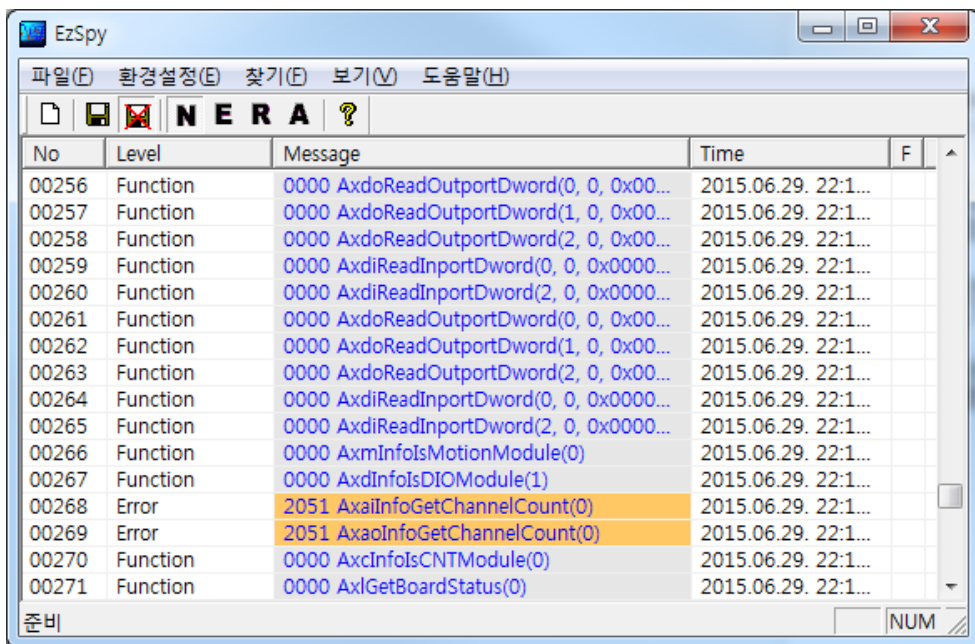 EzSpy
파일(F) 환경설정(E) 찾기(F) 보기(V) 도움말(H)
N E R A ?
No Level Message Time F
00256 Function 0000 AxdoReadOutportDword(0, 0, 0x00... 2015.06.29. 22:1...
00257 Function 0000 AxdoReadOutportDword(1, 0, 0x00... 2015.06.29. 22:1...
00258 Function 0000 AxdoReadOutportDword(2, 0, 0x00... 2015.06.29. 22:1...
00259 Function 0000 AxdiReadInportDword(0, 0, 0x0000... 2015.06.29. 22:1...
00260 Function 0000 AxdiReadInportDword(2, 0, 0x0000... 2015.06.29. 22:1...
00261 Function 0000 AxdoReadOutportDword(0, 0, 0x00... 2015.06.29. 22:1...
00262 Function 0000 AxdoReadOutportDword(1, 0, 0x00... 2015.06.29. 22:1...
00263 Function 0000 AxdoReadOutportDword(2, 0, 0x00... 2015.06.29. 22:1...
00264 Function 0000 AxdiReadInportDword(0, 0, 0x0000... 2015.06.29. 22:1...
00265 Function 0000 AxdiReadInportDword(2, 0, 0x0000... 2015.06.29. 22:1...
00266 Function 0000 AxmInfoIsMotionModule(0) 2015.06.29. 22:1...
00267 Function 0000 AxdInfoIsDIOModule(1) 2015.06.29. 22:1...
00268 Error 2051 AxaiInfoGetChannelCount(0) 2015.06.29. 22:1...
00269 Error 2051 AxaoInfoGetChannelCount(0) 2015.06.29. 22:1...
00270 Function 0000 AxcInfoIsCNTModule(0) 2015.06.29. 22:1...
00271 Function 0000 AxlGetBoardStatus(0) 2015.06.29. 22:1...
준비 NUM